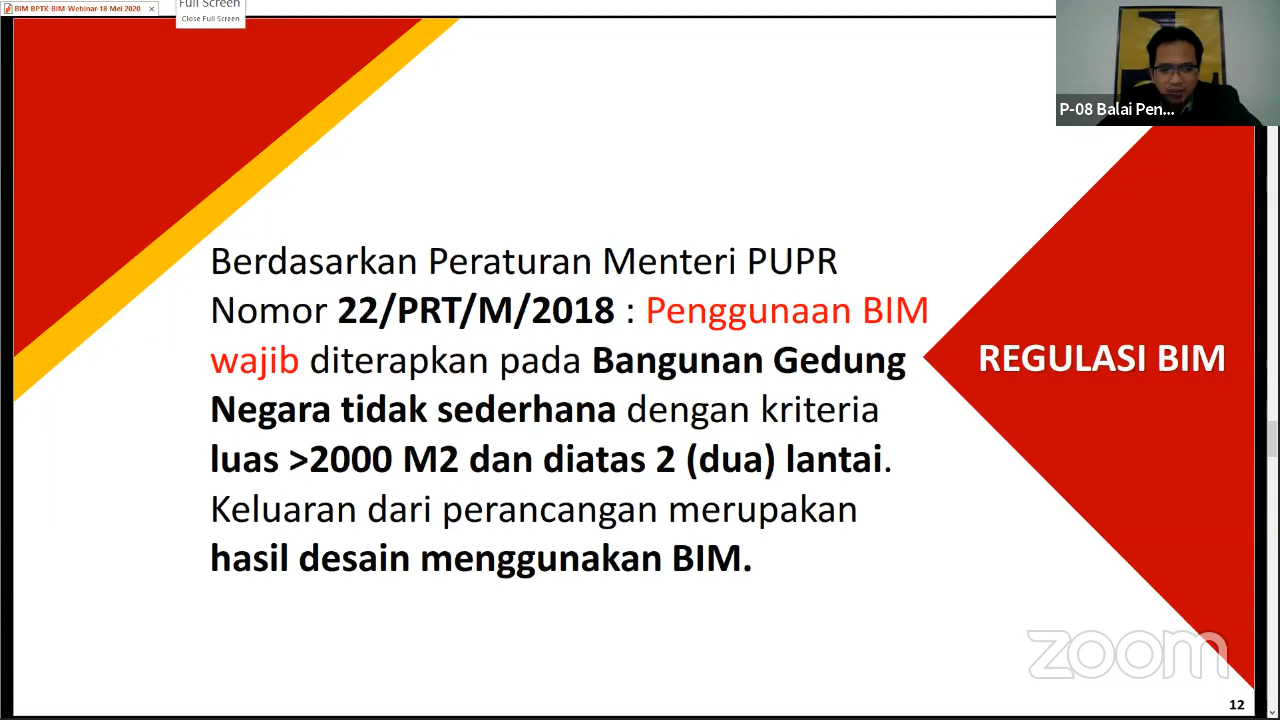 BIM BPTK-BIM-Webinar-18 Mei 2020
Full Screen
Close Full Screen
P-08 Balai Pen...
Berdasarkan Peraturan Menteri PUPR
Nomor 22/PRT/M/2018 : Penggunaan BIM
wajib diterapkan pada Bangunan Gedung
Negara tidak sederhana dengan kriteria
luas >2000 M2 dan diatas 2 (dua) lantai.
Keluaran dari perancangan merupakan
hasil desain menggunakan BIM.
REGULASI BIM
zoom
12